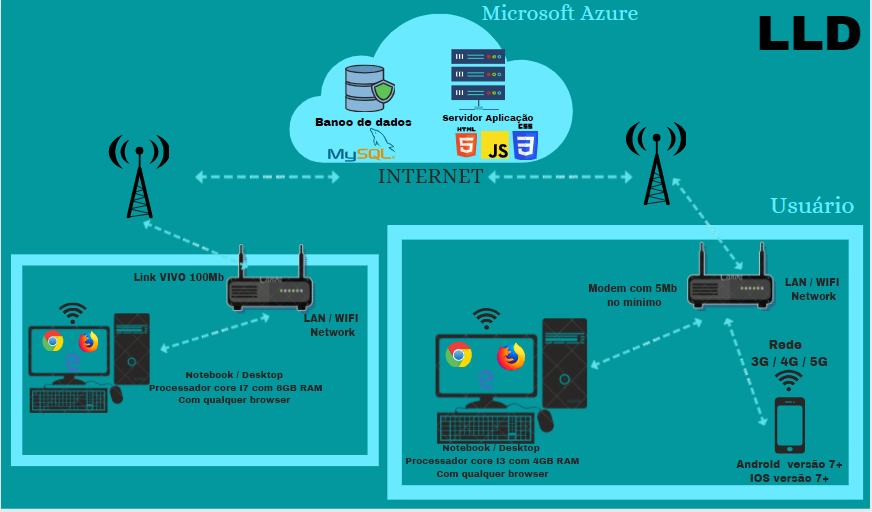 Microsoft Azure
LLD
Banco de dados
MySQL
Servidor Aplicação
HTML
5
JS
CSS
3
INTERNET
Usuário
Link VIVO 100Mb
LAN / WIFI
Network
Notebook / Desktop
Processador core I7 com 8GB RAM
Com qualquer browser
Modem com 5Mb
no mínimo
LAN / WIFI
Network
Rede
3G / 4G / 5G
Notebook / Desktop
Processador core I3 com 4GB RAM
Com qualquer browser
Android versão 7+
IOS versão 7+